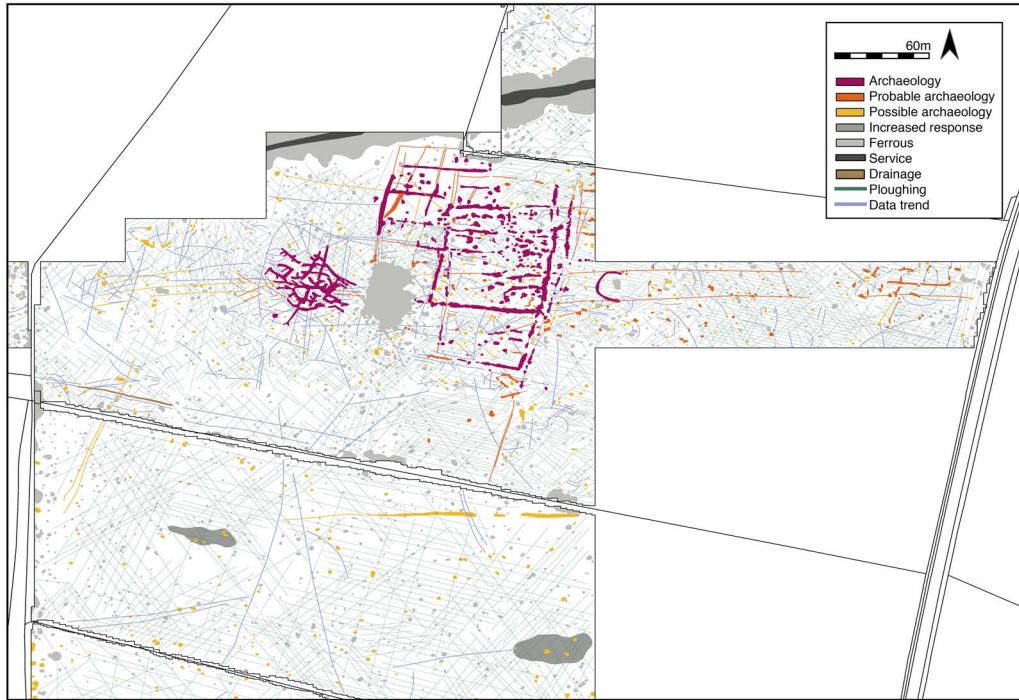 60m
Archaeology
Probable archaeology
Possible archaeology
Increased response
Ferrous
Service
Drainage
Ploughing
Data trend